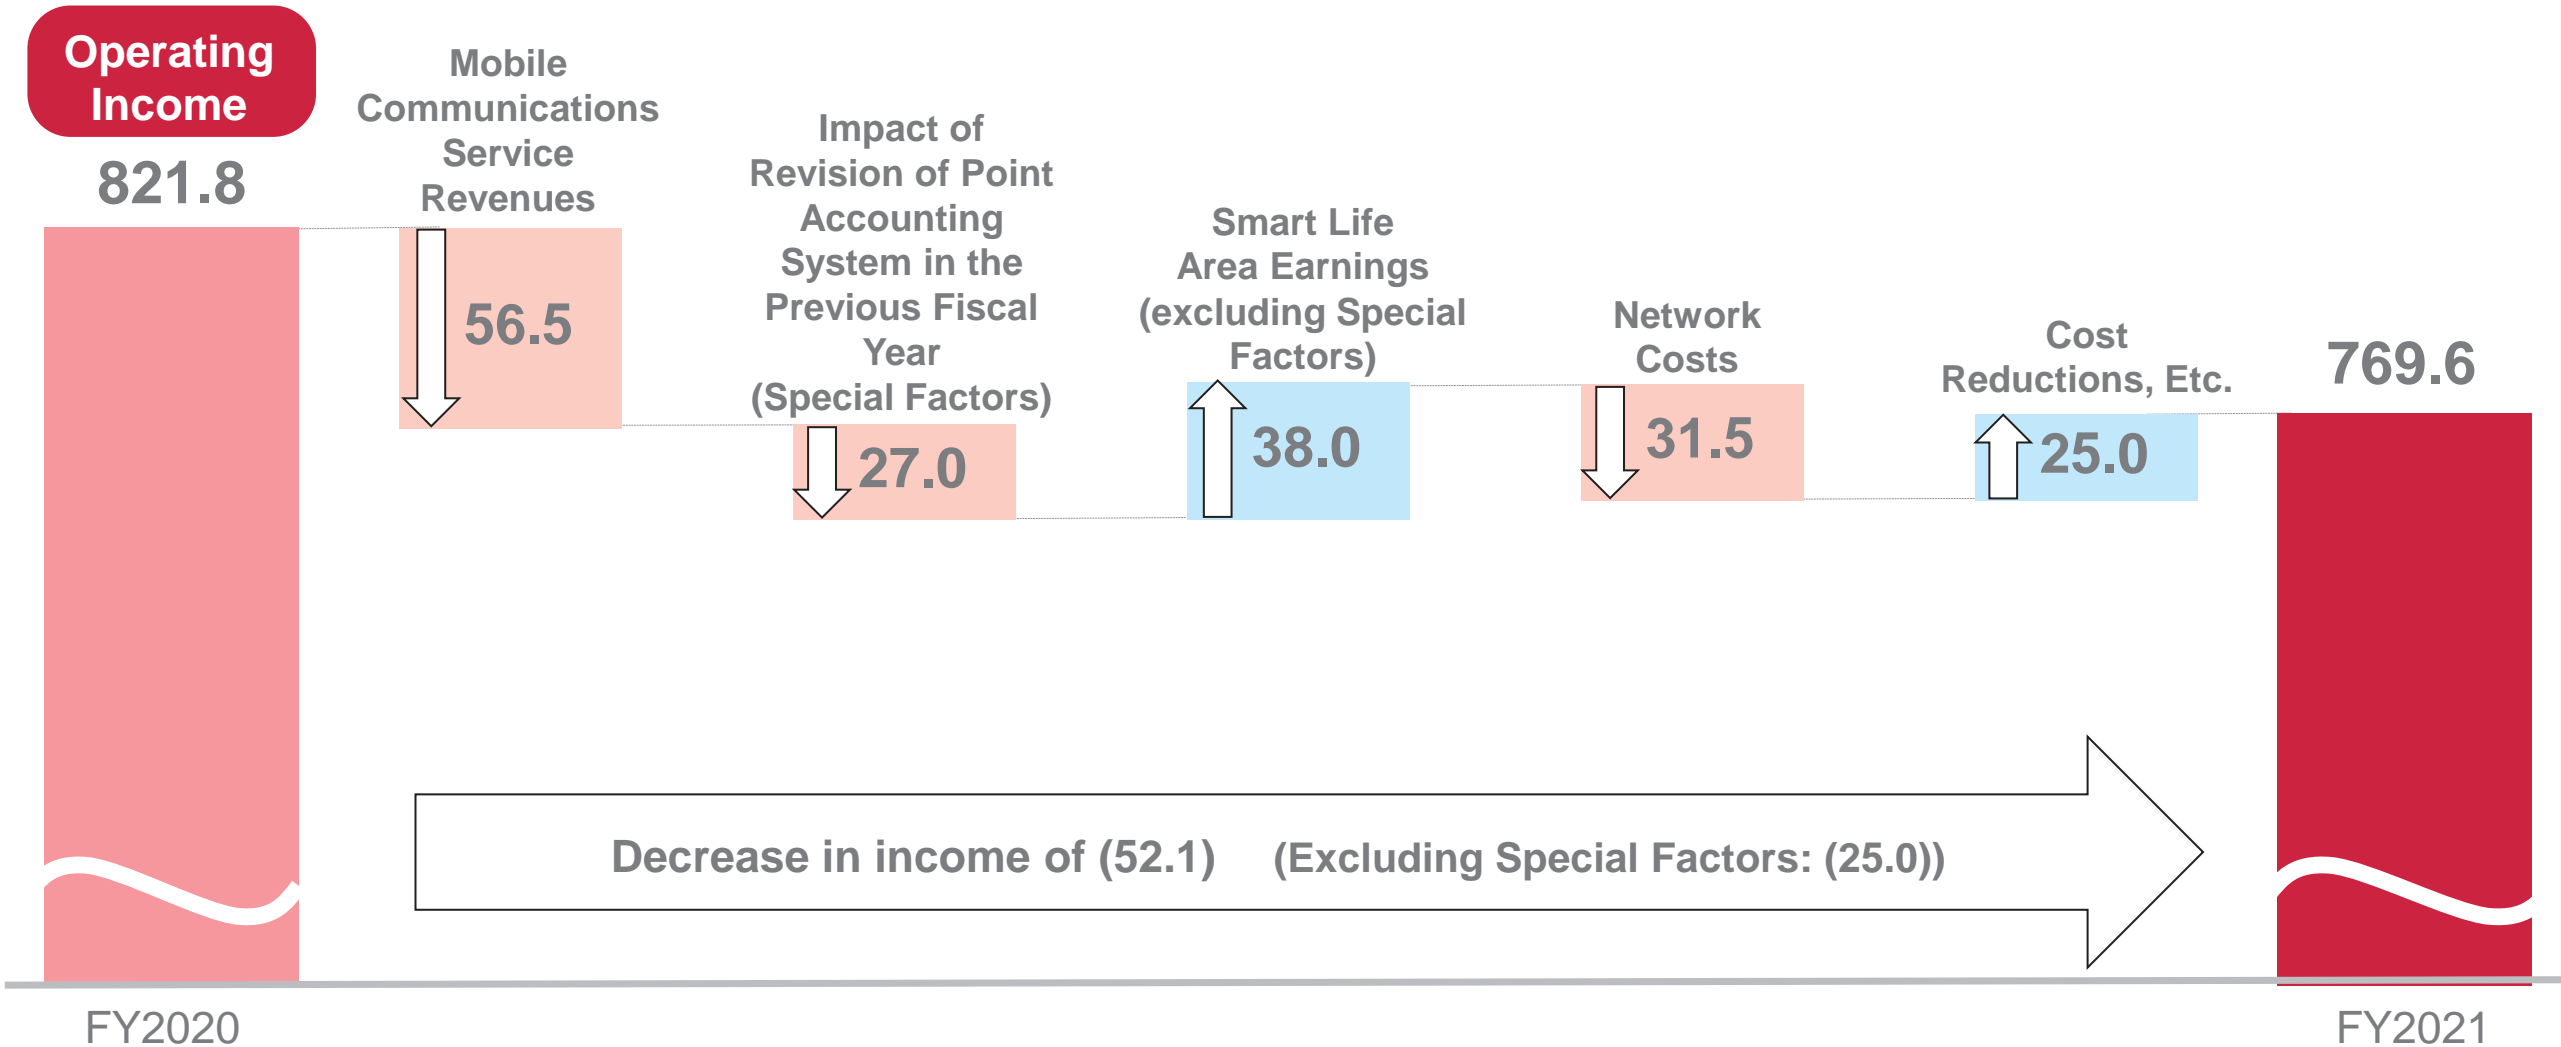 Operating
Income
821.8
Mobile
Communications
Service
Revenues
56.5
Impact of
Revision of Point
Accounting
System in the
Previous Fiscal
Year
(Special Factors)
27.0
Smart Life
Area Earnings
(excluding Special
Factors)
38.0
Network
Costs
31.5
Cost
Reductions, Etc.
25.0
769.6
Decrease in income of (52.1) (Excluding Special Factors: (25.0))
FY2020
FY2021